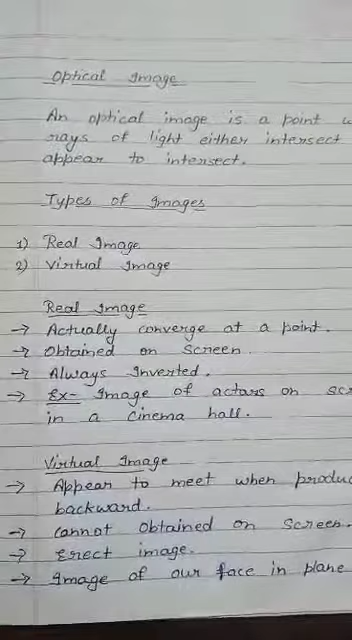 Optical Image
An optical image is a point
rays of light either intersect
appear to intersect.
Types of Images
1) Real Image
2) Virtual Image
Real Image
→ Actually converge at a point.
→ Obtained on Screen.
→ Always Inverted.
→ Ex- Image of actars on scr
in a cinema hall.
Virtual Image
→ Appear to meet when produc
backward.
→ Cannot obtained on Screen.
→ Erect image.
→ Image of our face in plane